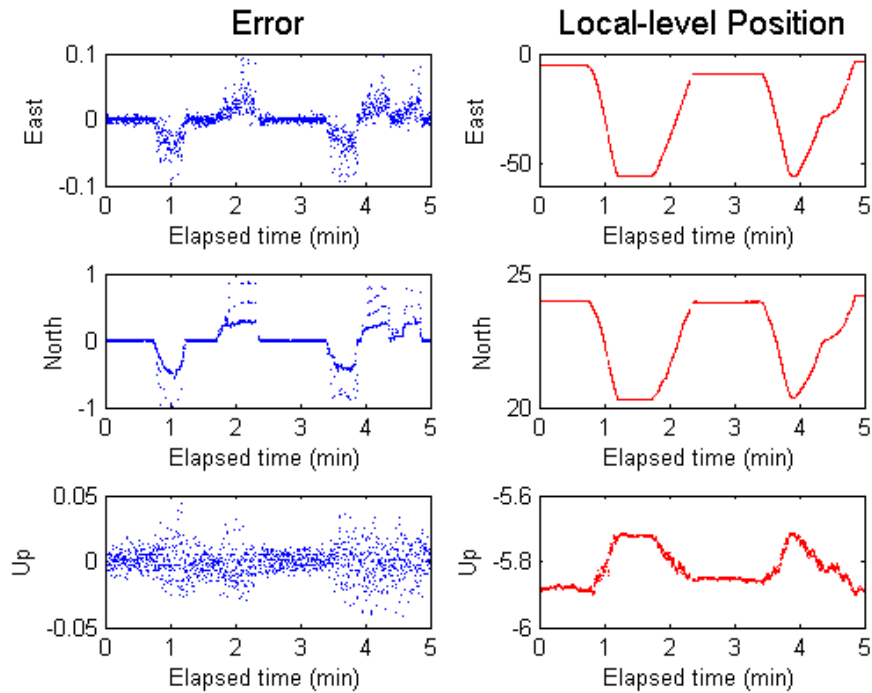 Error
Local-level Position
0.1
0
-0.1
East
0 1 2 3 4 5
Elapsed time (min)
0
-50
East
0 1 2 3 4 5
Elapsed time (min)
1
0
-1
North
0 1 2 3 4 5
Elapsed time (min)
25
20
North
0 1 2 3 4 5
Elapsed time (min)
0.05
0
-0.05
Up
0 1 2 3 4 5
Elapsed time (min)
-5.6
-5.8
-6
Up
0 1 2 3 4 5
Elapsed time (min)